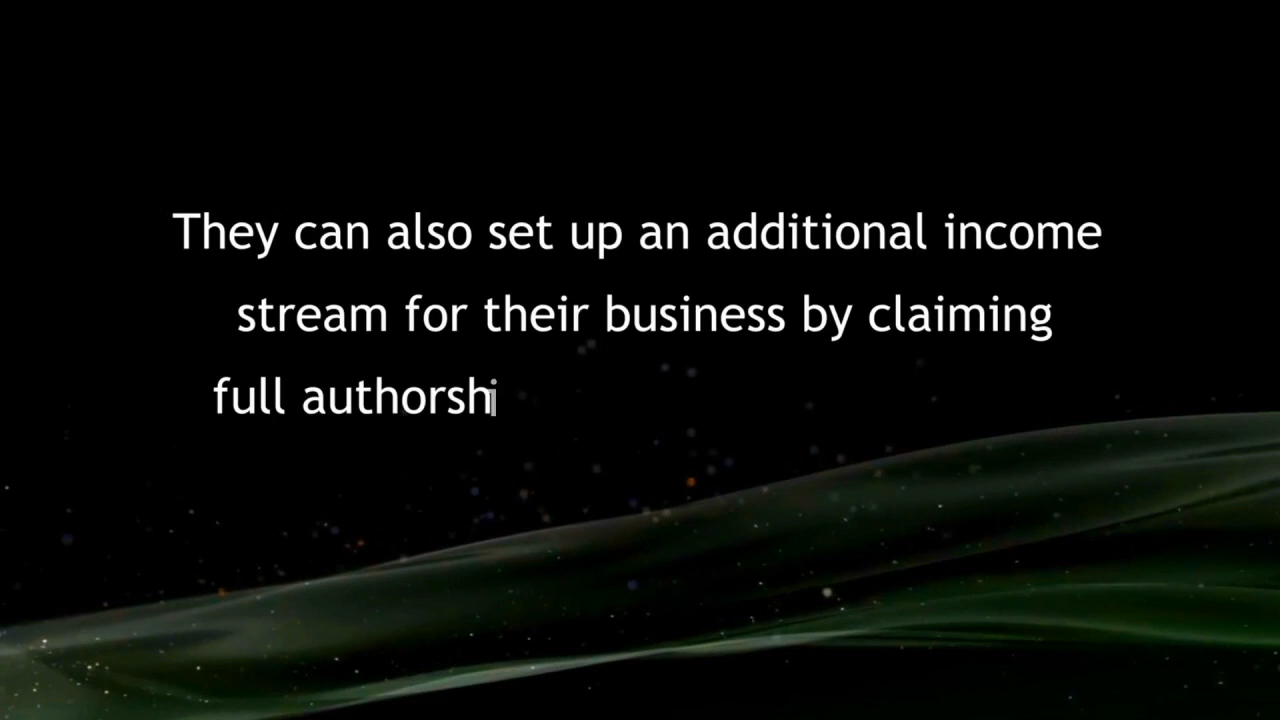 They can also set up an additional income
stream for their business by claiming
full authorshi